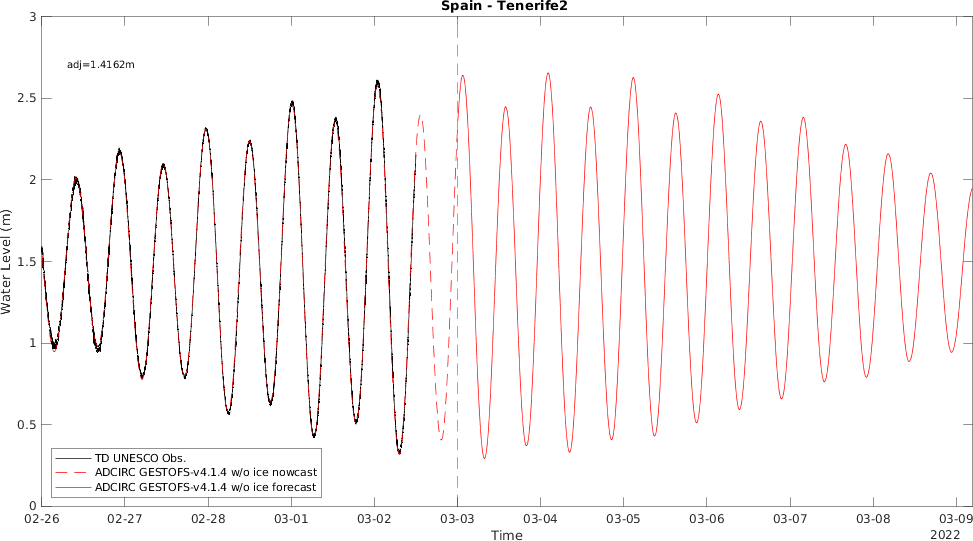 Spain - Tenerife2
adj=1.4162m
Water Level (m)
3
2.5
2
1.5
1
0.5
0
TD UNESCO Obs.
ADCIRC GESTOFS-v4.1.4 w/o ice nowcast
ADCIRC GESTOFS-v4.1.4 w/o ice forecast
02-26 02-27 02-28 03-01 03-02 03-03 03-04 03-05 03-06 03-07 03-08 03-09
Time
2022